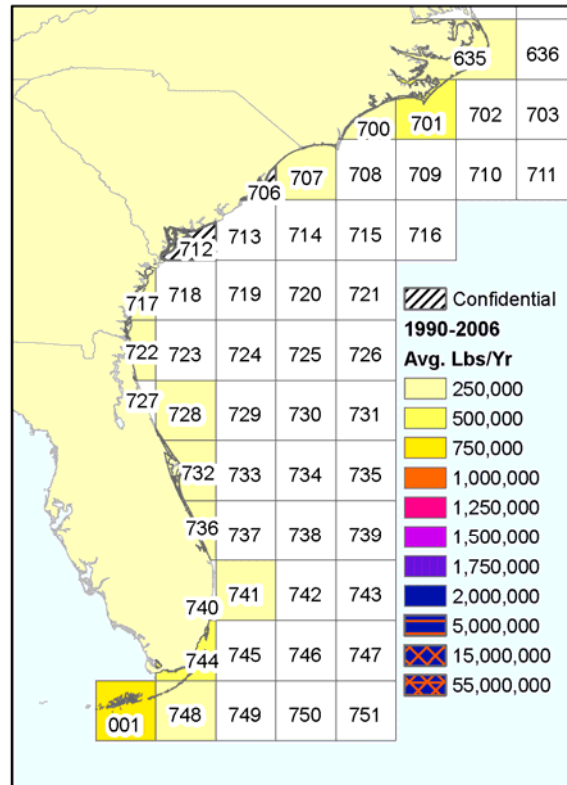 635 636
700 701 702 703
706 707 708 709 710 711
712 713 714 715 716
717 718 719 720 721
722 723 724 725 726
727 728 729 730 731
732 733 734 735
736 737 738 739
740 741 742 743
744 745 746 747
001 748 749 750 751
Confidential
1990-2006
Avg. Lbs/Yr
250,000
500,000
750,000
1,000,000
1,250,000
1,500,000
1,750,000
2,000,000
5,000,000
15,000,000
55,000,000